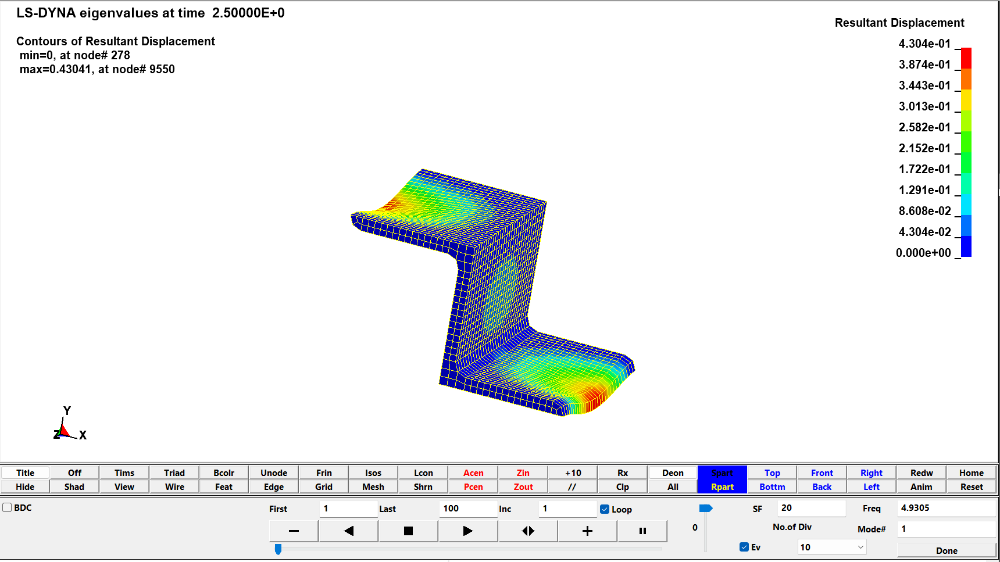 LS-DYNA eigenvalues at time 2.50000E+0
Contours of Resultant Displacement
min=0, at node# 278
max=0.43041, at node# 9550
Resultant Displacement
4.304e-01
3.874e-01
3.443e-01
3.013e-01
2.582e-01
2.152e-01
1.722e-01
1.291e-01
8.608e-02
4.304e-02
0.000e+00
Y
Z X
Title Off Tims Triad Bcolr Unode Frin Isos Lcon Acen Zin +10 Rx Deon Spart Top Front Right Redw Home
Hide Shad View Wire Feat Edge Grid Mesh Shrn Pcen Zout // Clp All Rpart Bottm Back Left Anim Reset
BDC First 1 Last 100 Inc 1 Loop SF 20 Freq 4.9305
0 No.of Div Mode# 1
Ev 10 Done